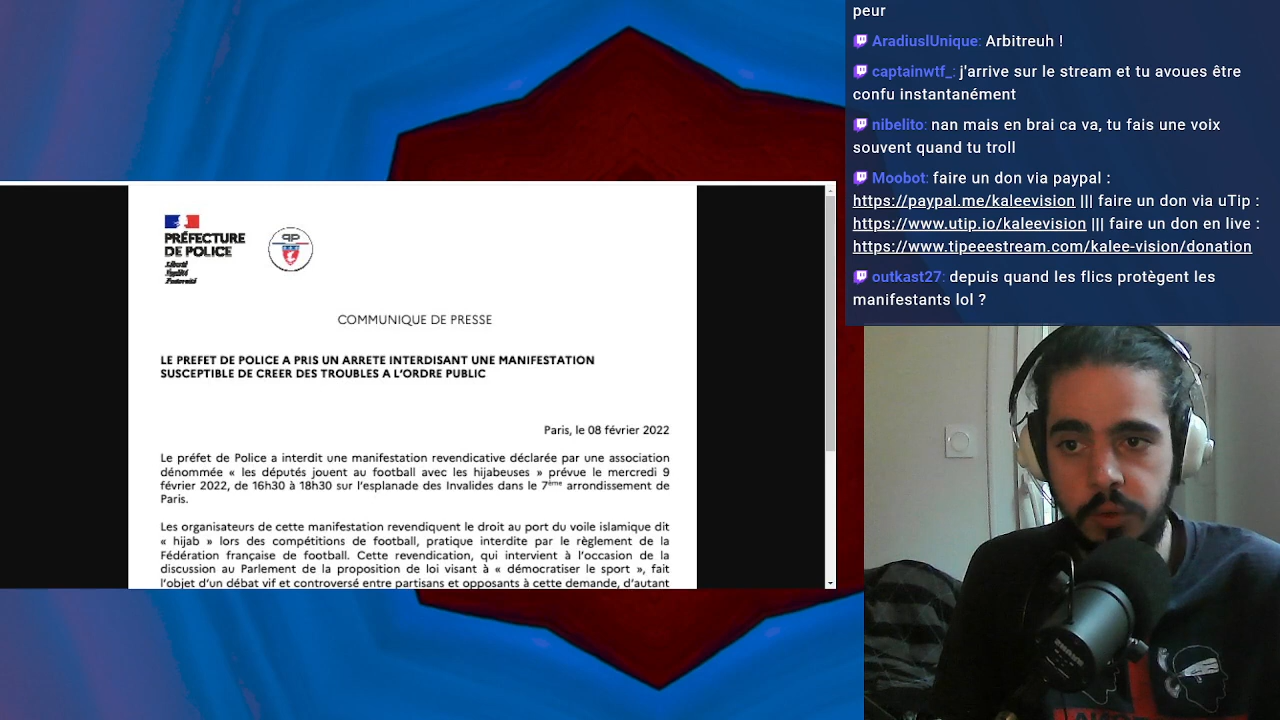 PRÉFECTURE
DE POLICE
Liberté
Égalité
Fraternité
COMMUNIQUE DE PRESSE
LE PREFET DE POLICE A PRIS UN ARRETE INTERDISANT UNE MANIFESTATION
SUSCEPTIBLE DE CREER DES TROUBLES A L'ORDRE PUBLIC
Paris, le 08 février 2022
Le préfet de Police a interdit une manifestation revendicative déclarée par une association
dénommée « les députés jouent au football avec les hijabeuses » prévue le mercredi 9
février 2022, de 16h30 à 18h30 sur l'esplanade des Invalides dans le 7ème arrondissement de
Paris.
Les organisateurs de cette manifestation revendiquent le droit au port du voile islamique dit
« hijab » lors des compétitions de football, pratique interdite par le règlement de la
Fédération française de football. Cette revendication, qui intervient à l'occasion de la
discussion au Parlement de la proposition de loi visant à « démocratiser le sport », fait
l'objet d'un débat vif et controversé entre partisans et opposants à cette demande, d'autant
peur
AradiuslUnique: Arbitreuh !
captainwtf_: j'arrive sur le stream et tu avoues être
confu instantanément
nibelito: nan mais en brai ca va, tu fais une voix
souvent quand tu troll
Moobot: faire un don via paypal :
https://paypal.me/kaleevision ||| faire un don via uTip :
https://www.utip.io/kaleevision ||| faire un don en live :
https://www.tipeeestream.com/kalee-vision/donation
outkast27: depuis quand les flics protègent les
manifestants lol ?